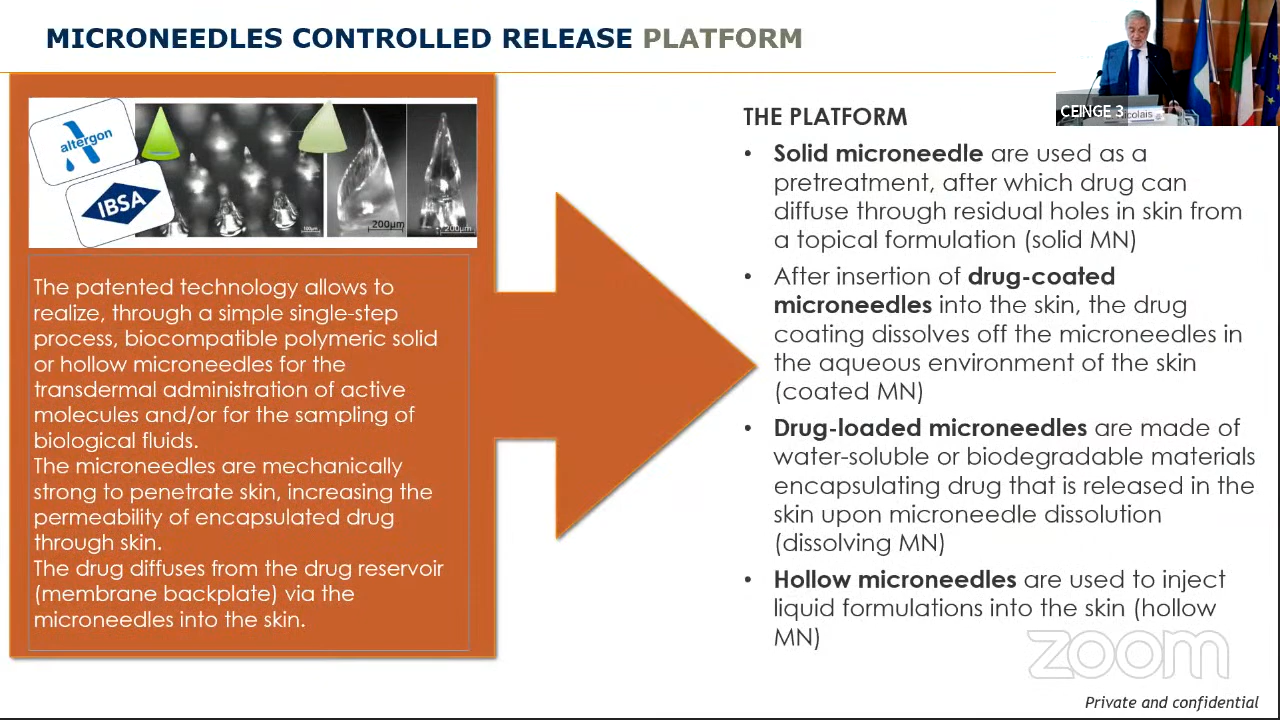 MICRONEEDLES CONTROLLED RELEASE PLATFORM
CEINGE 3
altergon
IBSA
200µm
200µm
The patented technology allows to
realize, through a simple single-step
process, biocompatible polymeric solid
or hollow microneedles for the
transdermal administration of active
molecules and/or for the sampling of
biological fluids.
The microneedles are mechanically
strong to penetrate skin, increasing the
permeability of encapsulated drug
through skin.
The drug diffuses from the drug reservoir
(membrane backplate) via the
microneedles into the skin.
THE PLATFORM
• Solid microneedle are used as a
pretreatment, after which drug can
diffuse through residual holes in skin from
a topical formulation (solid MN)
• After insertion of drug-coated
microneedles into the skin, the drug
coating dissolves off the microneedles in
the aqueous environment of the skin
(coated MN)
• Drug-loaded microneedles are made of
water-soluble or biodegradable materials
encapsulating drug that is released in the
skin upon microneedle dissolution
(dissolving MN)
• Hollow microneedles are used to inject
liquid formulations into the skin (hollow
MN)
zoom
Private and confidential